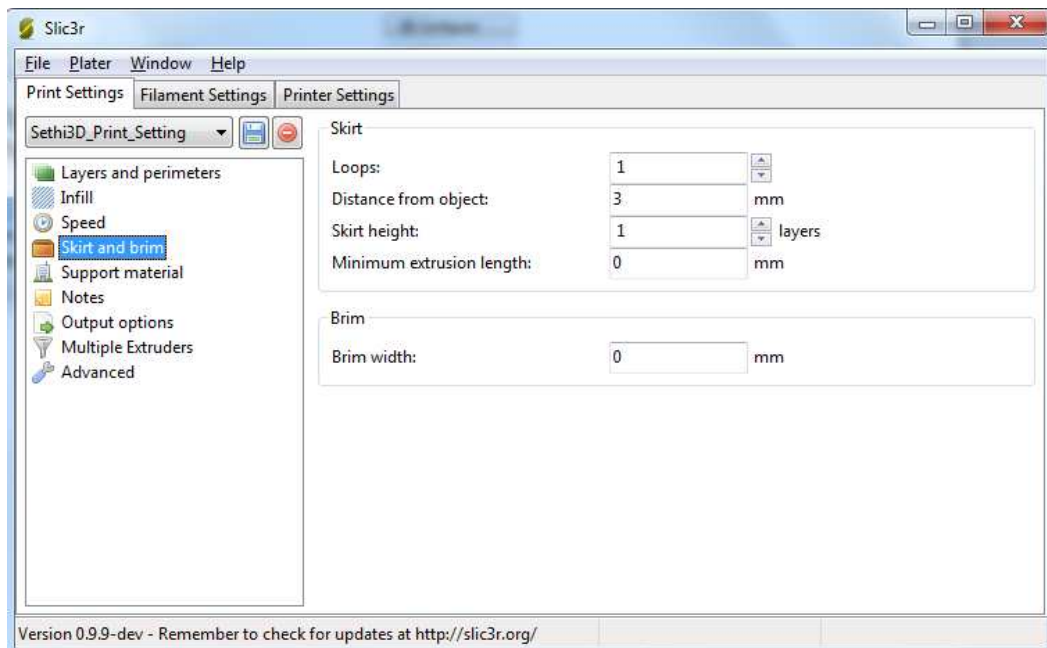 Slic3r
File Plater Window Help
Print Settings Filament Settings Printer Settings
Sethi3D_Print_Setting
Layers and perimeters
Infill
Speed
Skirt and brim
Support material
Notes
Output options
Multiple Extruders
Advanced
Skirt
Loops: 1
Distance from object: 3 mm
Skirt height: 1 layers
Minimum extrusion length: 0 mm
Brim
Brim width: 0 mm
Version 0.9.9-dev - Remember to check for updates at http://slic3r.org/